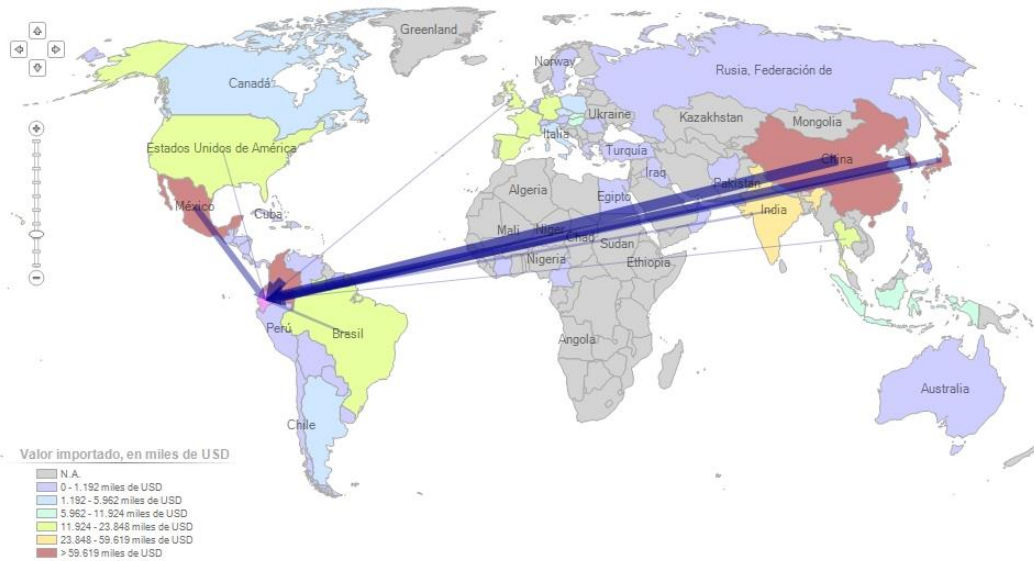 Greenland
Norway
Rusia, Federación de
Canadá
Ukraine
Kazakhstan
Mongolia
Italia
Estados Unidos de América
Turquía
China
Iraq
Pakistán
Algeria
Egipto
México
Cuba
India
Mali
Níger
Chad
Sudan
Nigeria
Ethiopia
Perú
Brasil
Angola
Australia
Chile
Valor importado, en miles de USD
N.A.
0 - 1.192 miles de USD
1.192 - 5.962 miles de USD
5.962 - 11.924 miles de USD
11.924 - 23.848 miles de USD
23.848 - 59.619 miles de USD
> 59.619 miles de USD